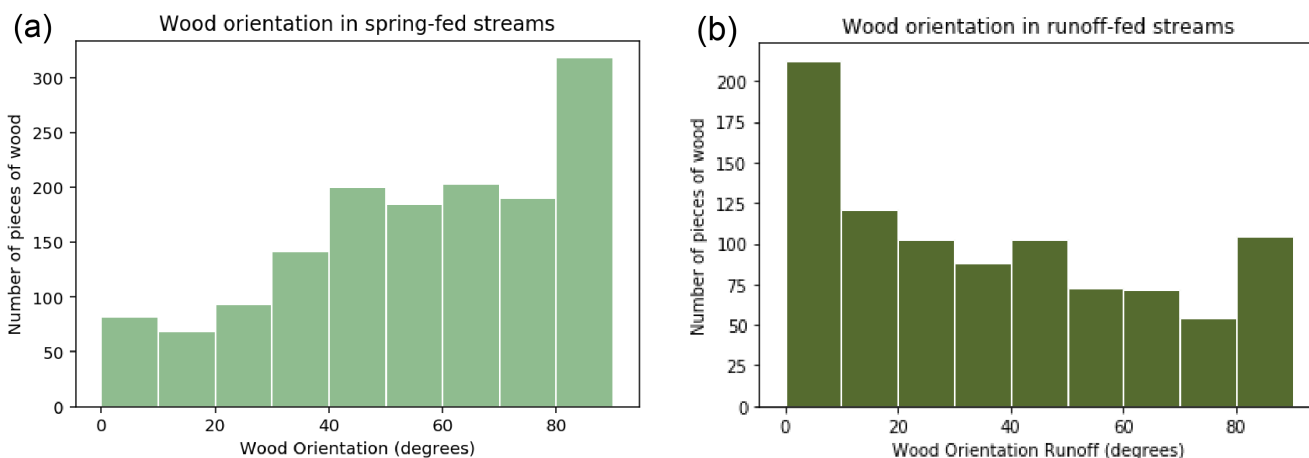 (a)
Wood orientation in spring-fed streams
Number of pieces of wood
300
250
200
150
100
50
0
0 20 40 60 80
Wood Orientation (degrees)
(b)
Wood orientation in runoff-fed streams
Number of pieces of wood
200
175
150
125
100
75
50
25
0
0 20 40 60 80
Wood Orientation Runoff (degrees)